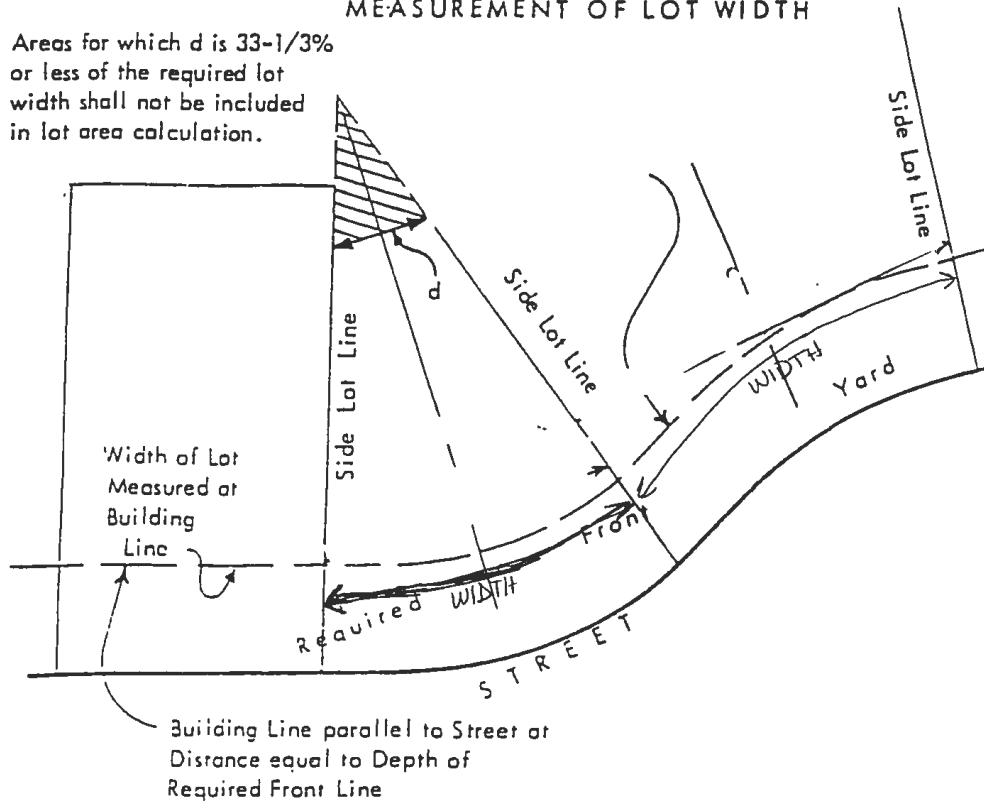 MEASUREMENT OF LOT WIDTH
Areas for which d is 33-1/3%
or less of the required lot
width shall not be included
in lot area calculation.
Side Lot Line
d
Side Lot Line
Side Lot Line
WIDTH
Yard
Width of Lot
Measured at
Building
Line
Front
WIDTH
Required
STREET
Building Line parallel to Street at
Distance equal to Depth of
Required Front Line